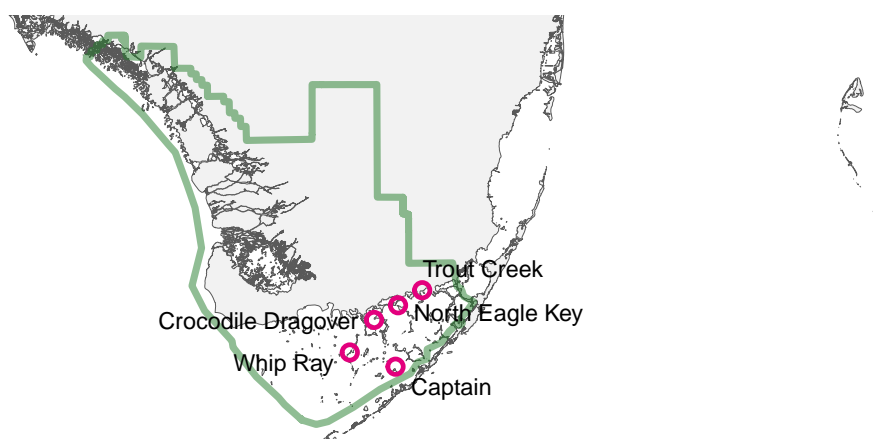 Trout Creek
North Eagle Key
Crocodile Dragover
Whip Ray
Captain